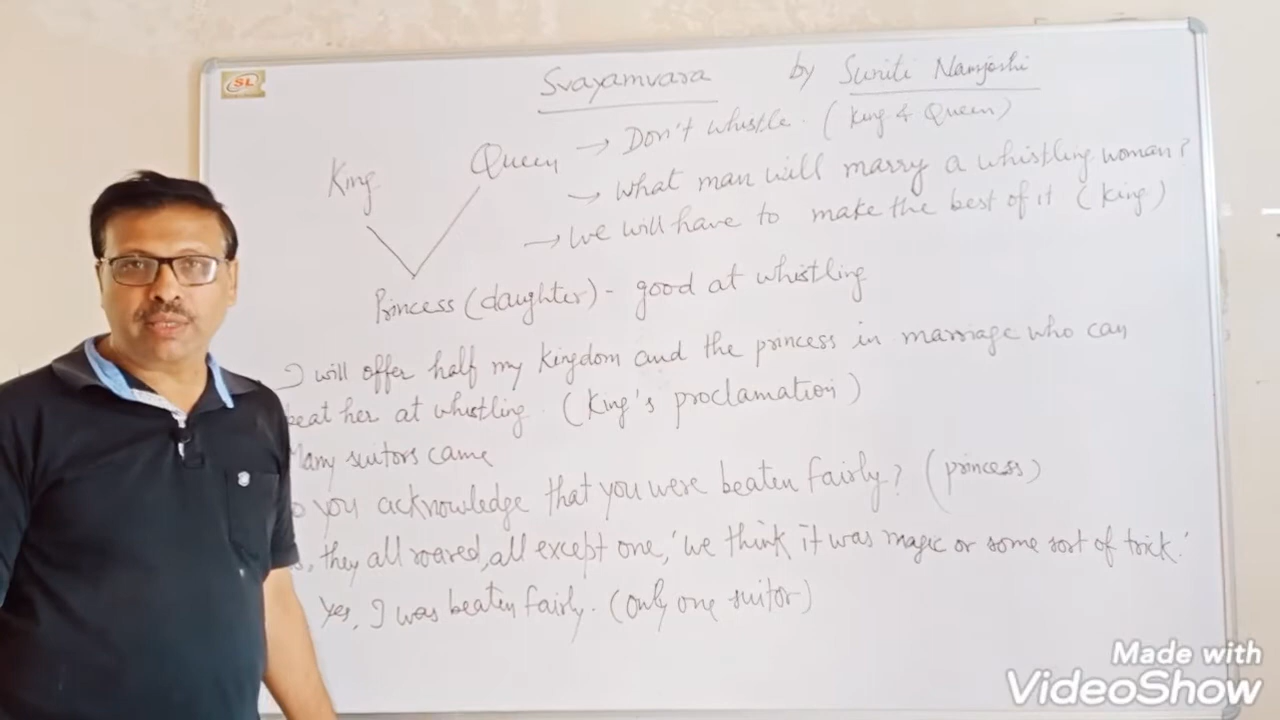 SL
Svayamvara by Suniti Namjoshi
King Queen → Don't whistle. (King & Queen)
→ What man will marry a whistling woman?
→ We will have to make the best of it (King)
Princess (daughter) - good at whistling
I will offer half my kingdom and the princess in marriage who can
beat her at whistling. (King's proclamation)
Many suitors came
you acknowledge that you were beaten fairly? (princess)
they all roared, all except one, 'we think it was magic or some sort of trick.'
Yes, I was beaten fairly. (Only one suitor)
Made with
VideoShow